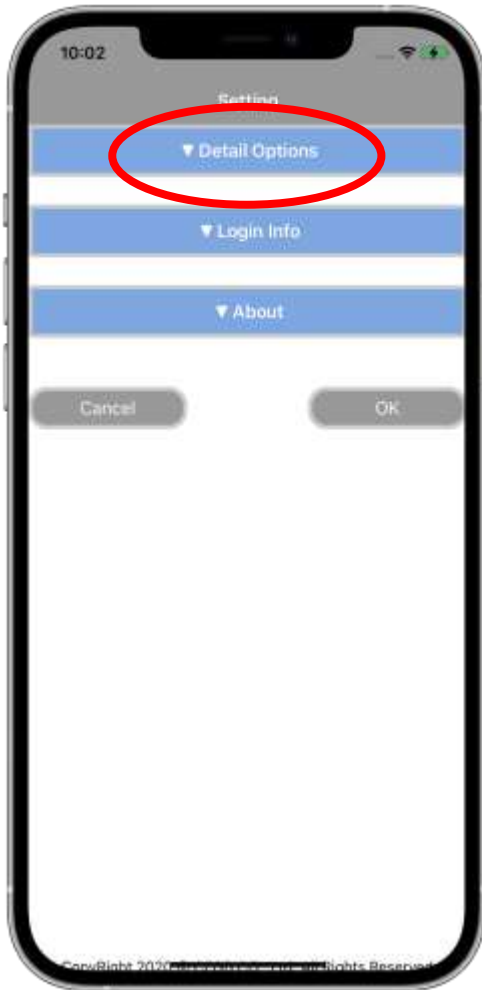 10:02
Setting
▼ Detail Options
▼ Login Info
▼ About
Cancel
OK
CopyRight 2020 Rights Reserved